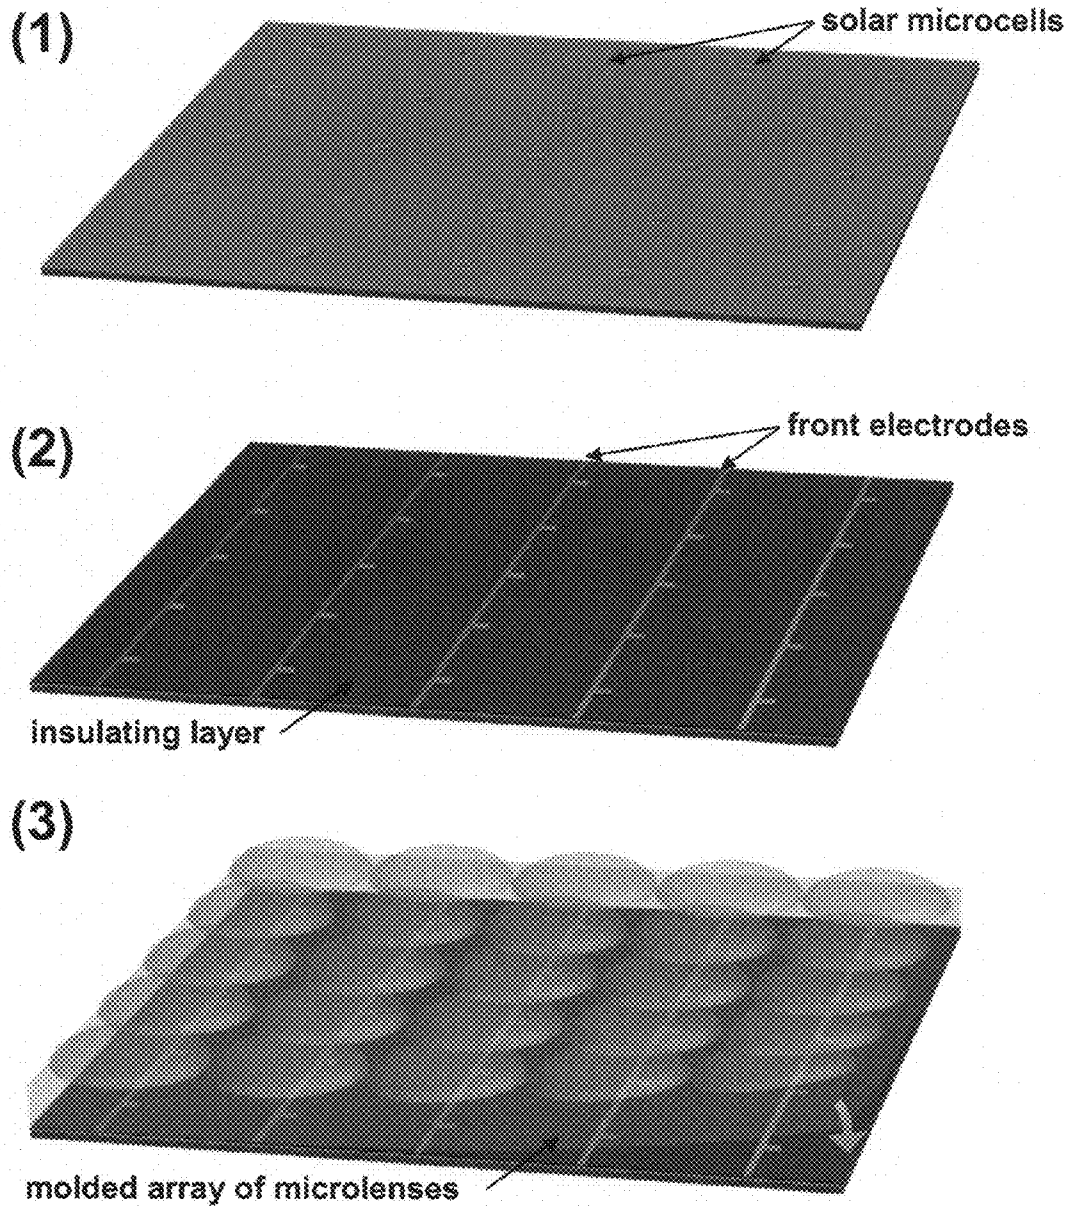 (1)
solar microcells
(2)
front electrodes
insulating layer
(3)
molded array of microlenses